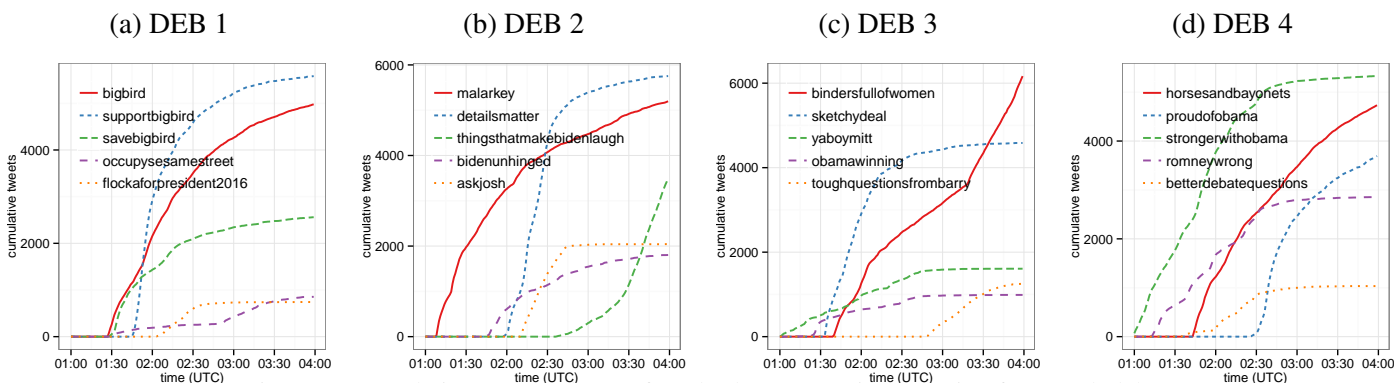 (a) DEB 1
cumulative tweets
4000
2000
0
bigbird
supportbigbird
savebigbird
occupysesamestreet
flockaforpresident2016
01:00 01:30 02:00 02:30 03:00 03:30 04:00
time (UTC)
(b) DEB 2
cumulative tweets
6000
4000
2000
0
malarkey
detailsmatter
thingsthatmakebidenlaugh
bidenunhinged
askjosh
01:00 01:30 02:00 02:30 03:00 03:30 04:00
time (UTC)
(c) DEB 3
cumulative tweets
6000
4000
2000
0
bindersfullofwomen
sketchydeal
yaboymitt
obamawinning
toughquestionsfrombarry
01:00 01:30 02:00 02:30 03:00 03:30 04:00
time (UTC)
(d) DEB 4
cumulative tweets
4000
2000
0
horsesandbayonets
proudofobama
strongerwithobama
romneywrong
betterdebatequestions
01:00 01:30 02:00 02:30 03:00 03:30 04:00
time (UTC)